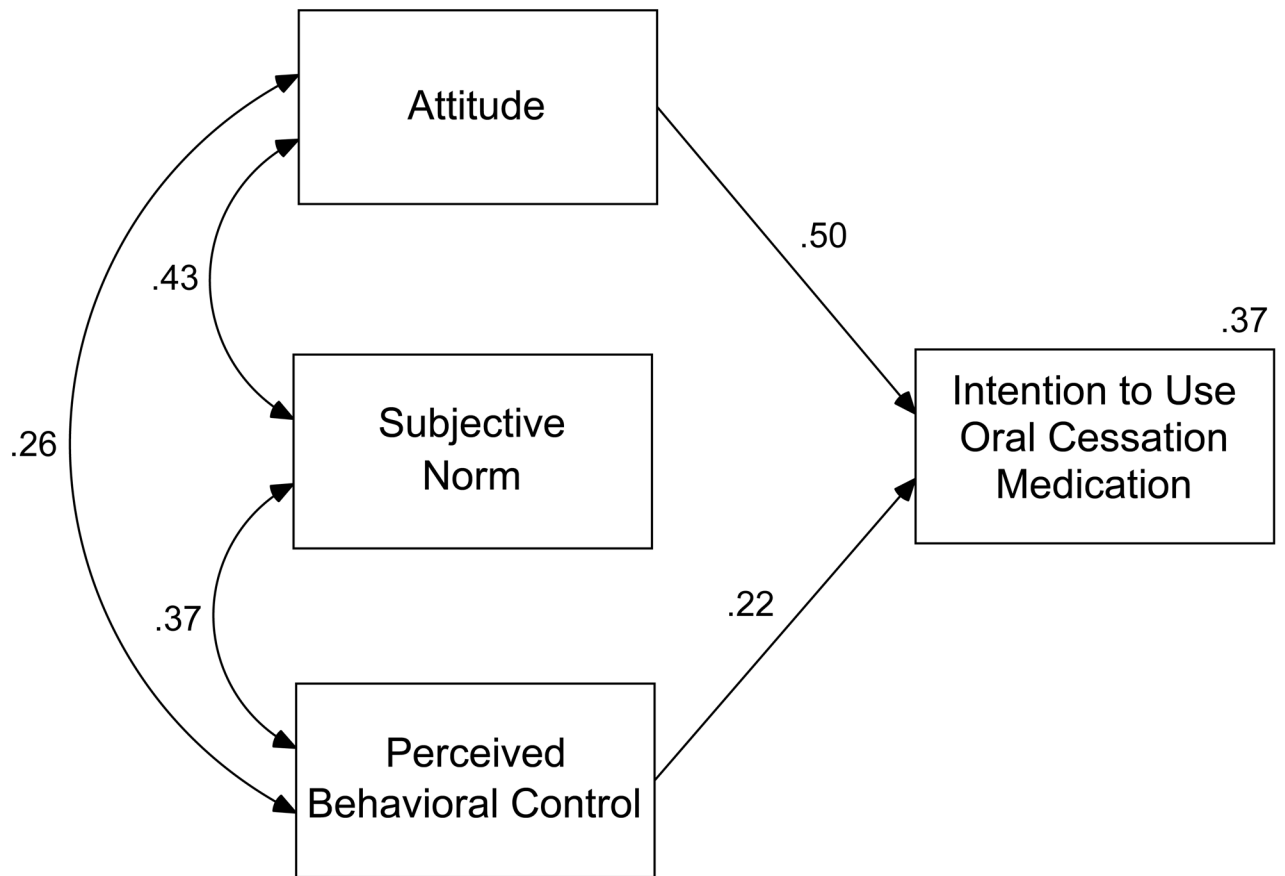 Attitude
.50
.43
.37
Intention to Use
Oral Cessation
Medication
Subjective
Norm
.26
.22
.37
Perceived
Behavioral Control